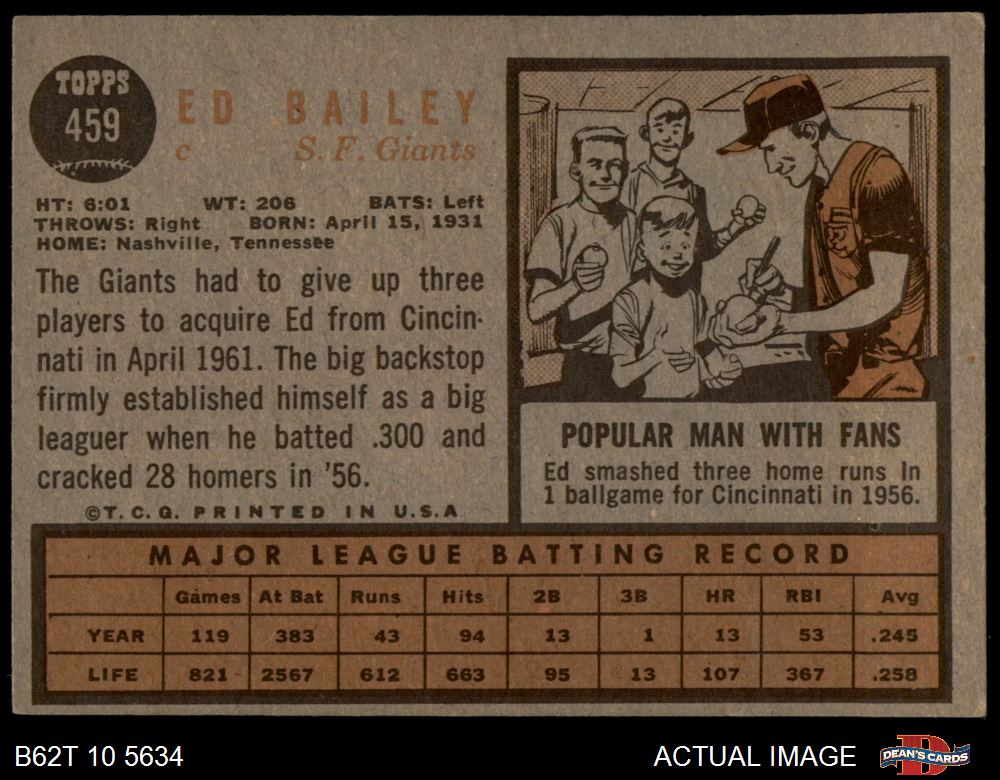 TOPPS
459
ED BAILEY
C S. F. Giants
HT: 6:01 WT: 206 BATS: Left
THROWS: Right BORN: April 15, 1931
HOME: Nashville, Tennessee
The Giants had to give up three
players to acquire Ed from Cincin-
nati in April 1961. The big backstop
firmly established himself as a big
leaguer when he batted .300 and
cracked 28 homers in '56.
©T. C. G. PRINTED IN U.S.A
POPULAR MAN WITH FANS
Ed smashed three home runs in
1 ballgame for Cincinnati in 1956.
MAJOR LEAGUE BATTING RECORD
Games At Bat Runs Hits 2B 3B HR RBI Avg
YEAR 119 383 43 94 13 1 13 53 .245
LIFE 821 2567 612 663 95 13 107 367 .258
B62T 10 5634 ACTUAL IMAGE DEAN'S CARDS